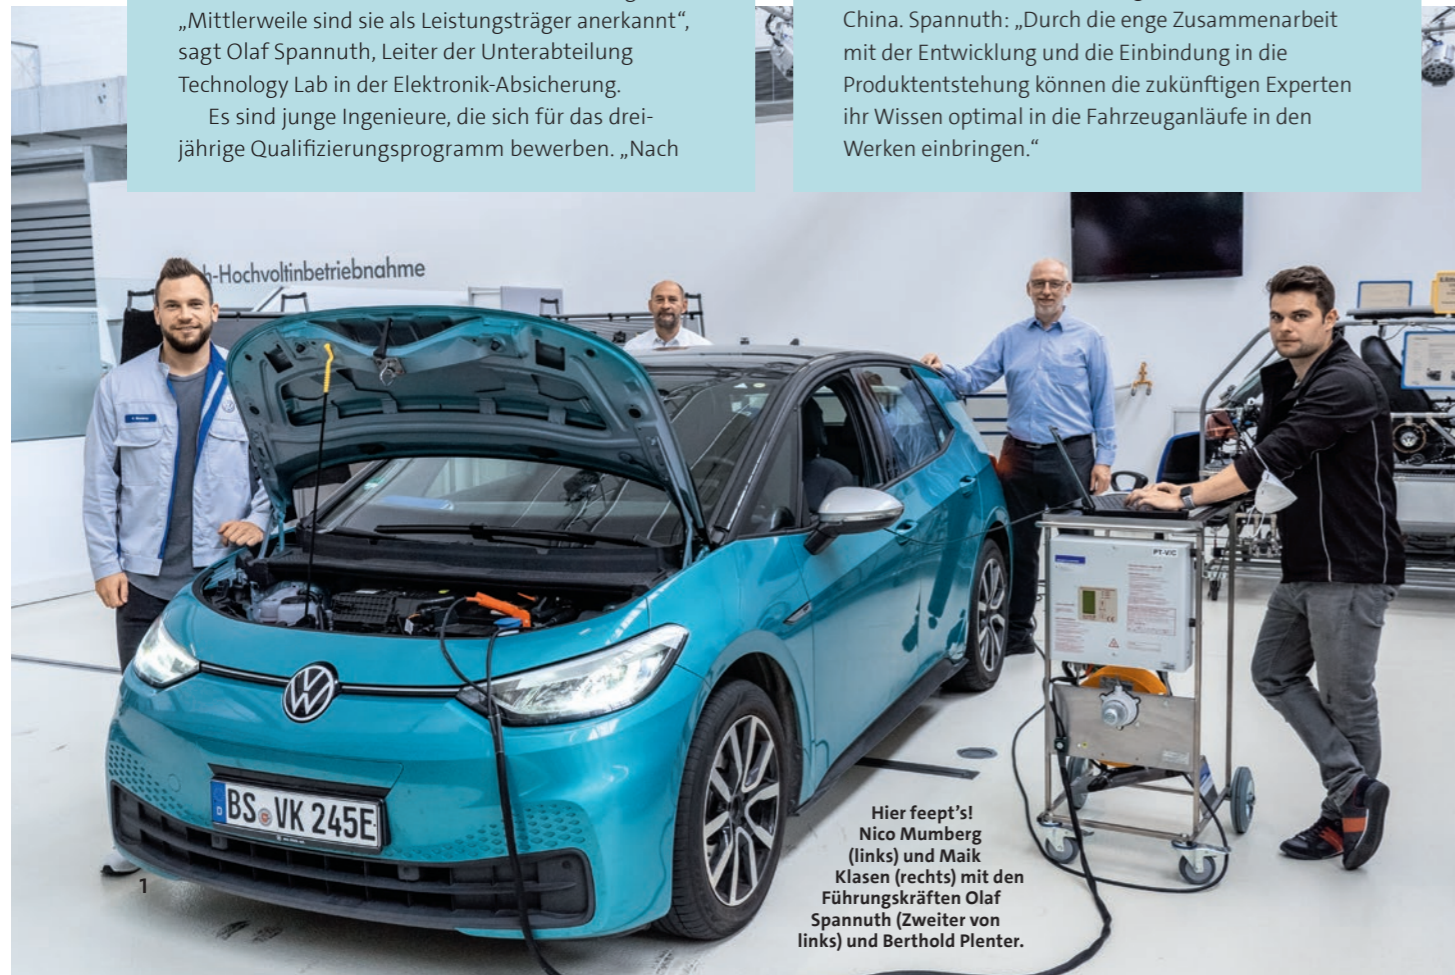 „Mittlerweile sind sie als Leistungsträger anerkannt“,
sagt Olaf Spannuth, Leiter der Unterabteilung
Technology Lab in der Elektronik-Absicherung.
Es sind junge Ingenieure, die sich für das drei-
jährige Qualifizierungsprogramm bewerben. „Nach
China. Spannuth: „Durch die enge Zusammenarbeit
mit der Entwicklung und die Einbindung in die
Produktentstehung können die zukünftigen Experten
ihr Wissen optimal in die Fahrzeuganläufe in den
Werken einbringen.“
h-Hochvoltinbetriebnahme
PT-VIC
BS VK 245E
1
Hier feept’s!
Nico Mumberg
(links) und Maik
Klasen (rechts) mit den
Führungskräften Olaf
Spannuth (Zweiter von
links) und Berthold Plenter.